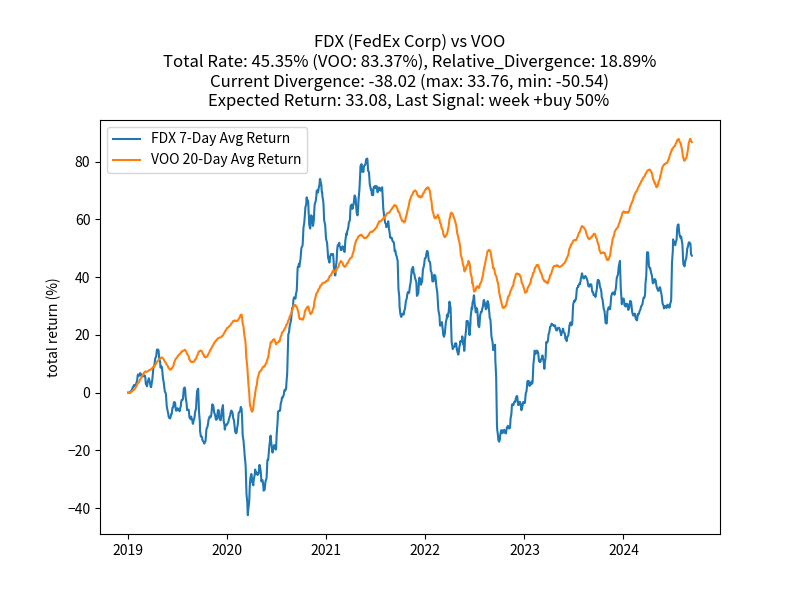 FDX (FedEx Corp) vs VOO
Total Rate: 45.35% (VOO: 83.37%), Relative_Divergence: 18.89%
Current Divergence: -38.02 (max: 33.76, min: -50.54)
Expected Return: 33.08, Last Signal: week +buy 50%
FDX 7-Day Avg Return
VOO 20-Day Avg Return
total return (%)
80
60
40
20
0
−20
−40
2019 2020 2021 2022 2023 2024